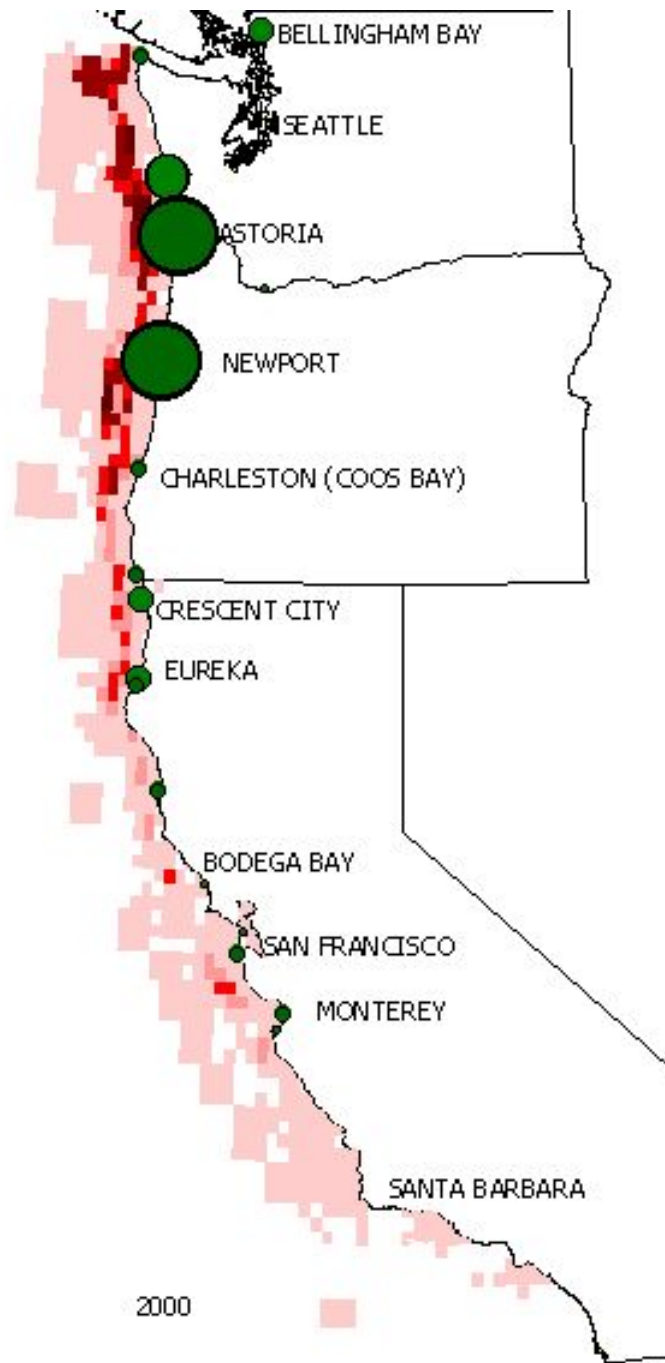 BELLINGHAM BAY
SEATTLE
ASTORIA
NEWPORT
CHARLESTON (COOS BAY)
CRESCENT CITY
EUREKA
BODEGA BAY
SAN FRANCISCO
MONTEREY
SANTA BARBARA
2000